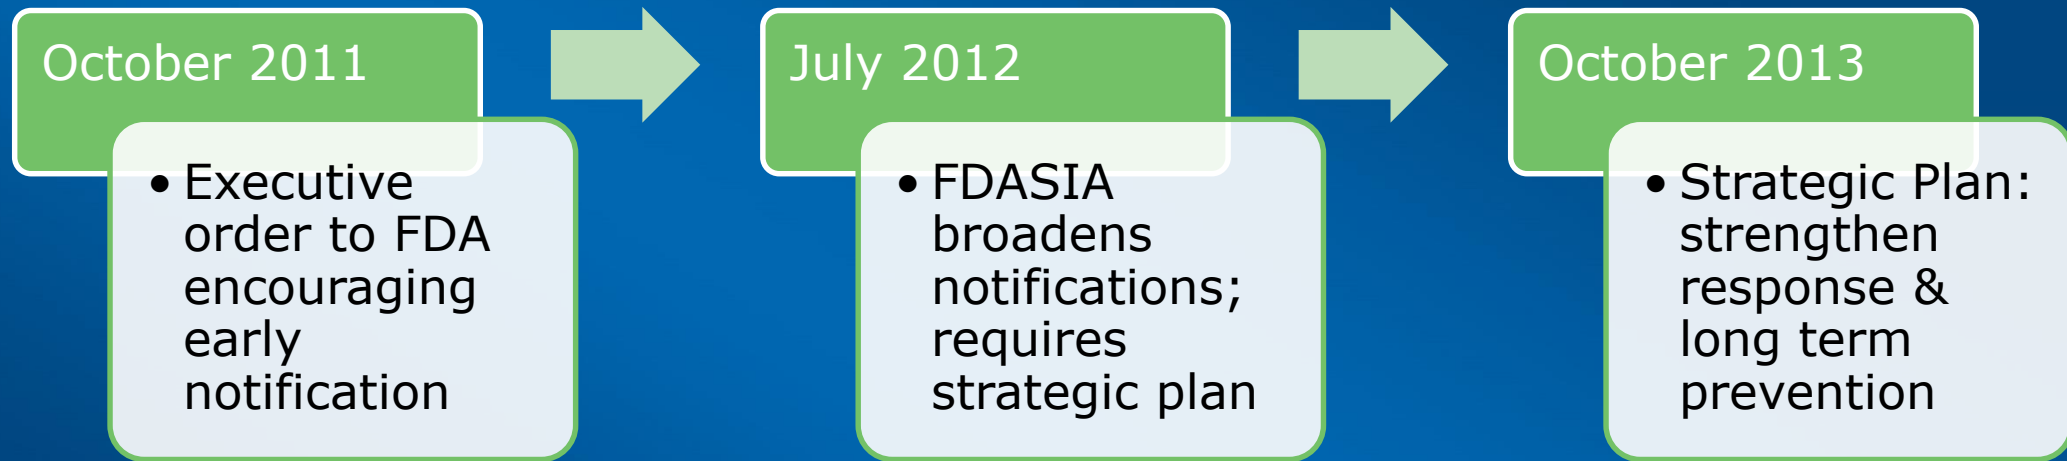 October 2011
• Executive
order to FDA
encouraging
early
notification
July 2012
• FDASIA
broadens
notifications;
requires
strategic plan
October 2013
• Strategic Plan:
strengthen
response &
long term
prevention